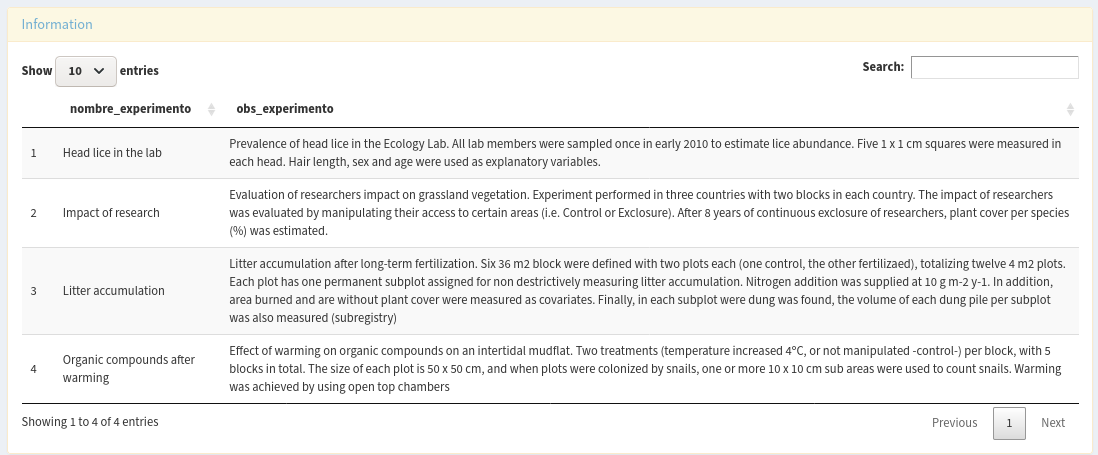 Information
Show 10 entries
Search:
nombre_experimento obs_experimento
1 Head lice in the lab
Prevalence of head lice in the Ecology Lab. All lab members were sampled once in early 2010 to estimate lice abundance. Five 1 x 1 cm squares were measured in
each head. Hair length, sex and age were used as explanatory variables.
2 Impact of research
Evaluation of researchers impact on grassland vegetation. Experiment performed in three countries with two blocks in each country. The impact of researchers
was evaluated by manipulating their access to certain areas (i.e. Control or Exclosure). After 8 years of continuous exclosure of researchers, plant cover per species
(%) was estimated.
3 Litter accumulation
Litter accumulation after long-term fertilization. Six 36 m2 block were defined with two plots each (one control, the other fertilizaed), totalizing twelve 4 m2 plots.
Each plot has one permanent subplot assigned for non destrictively measuring litter accumulation. Nitrogen addition was supplied at 10 g m-2 y-1. In addition,
area burned and are without plant cover were measured as covariates. Finally, in each subplot were dung was found, the volume of each dung pile per subplot
was also measured (subregistry)
4 Organic compounds after
warming
Effect of warming on organic compounds on an intertidal mudflat. Two treatments (temperature increased 4ºC, or not manipulated -control-) per block, with 5
blocks in total. The size of each plot is 50 x 50 cm, and when plots were colonized by snails, one or more 10 x 10 cm sub areas were used to count snails. Warming
was achieved by using open top chambers
Showing 1 to 4 of 4 entries
Previous 1 Next